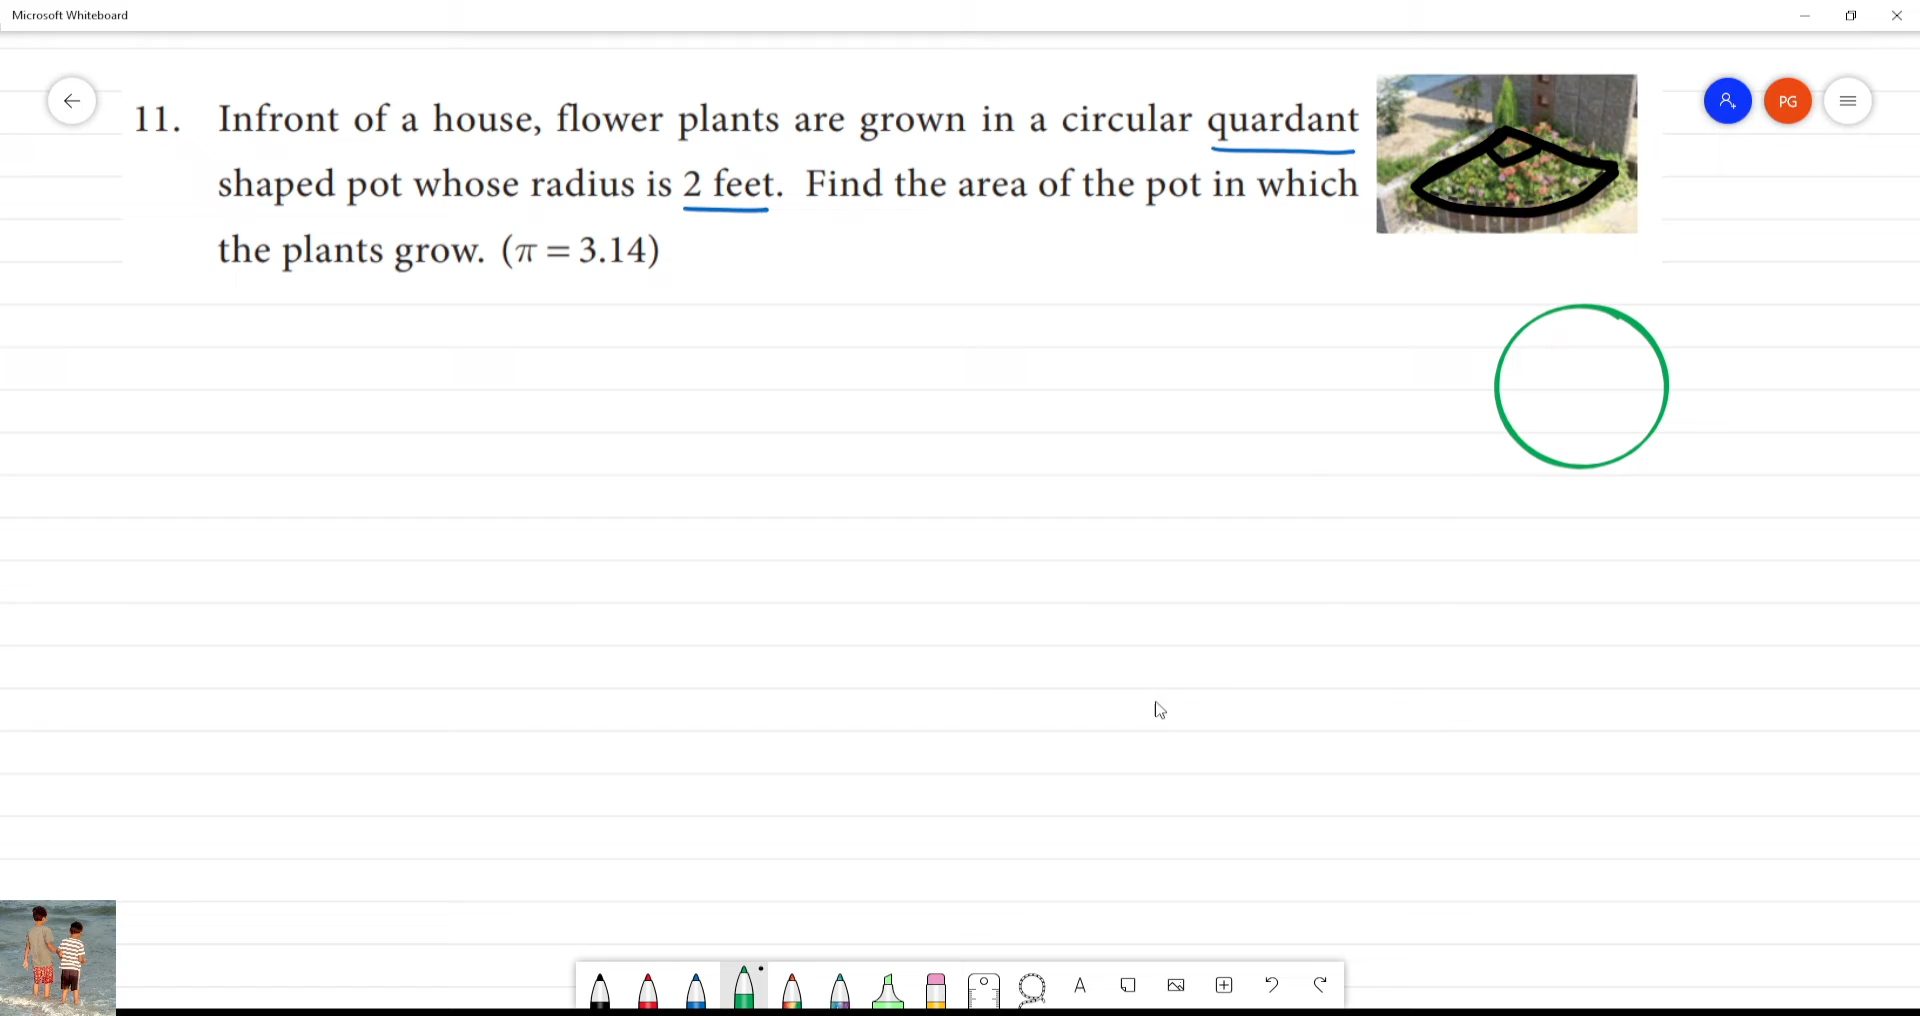 Microsoft Whiteboard
11. Infront of a house, flower plants are grown in a circular quardant
shaped pot whose radius is 2 feet. Find the area of the pot in which
the plants grow. (π = 3.14)
PG
A